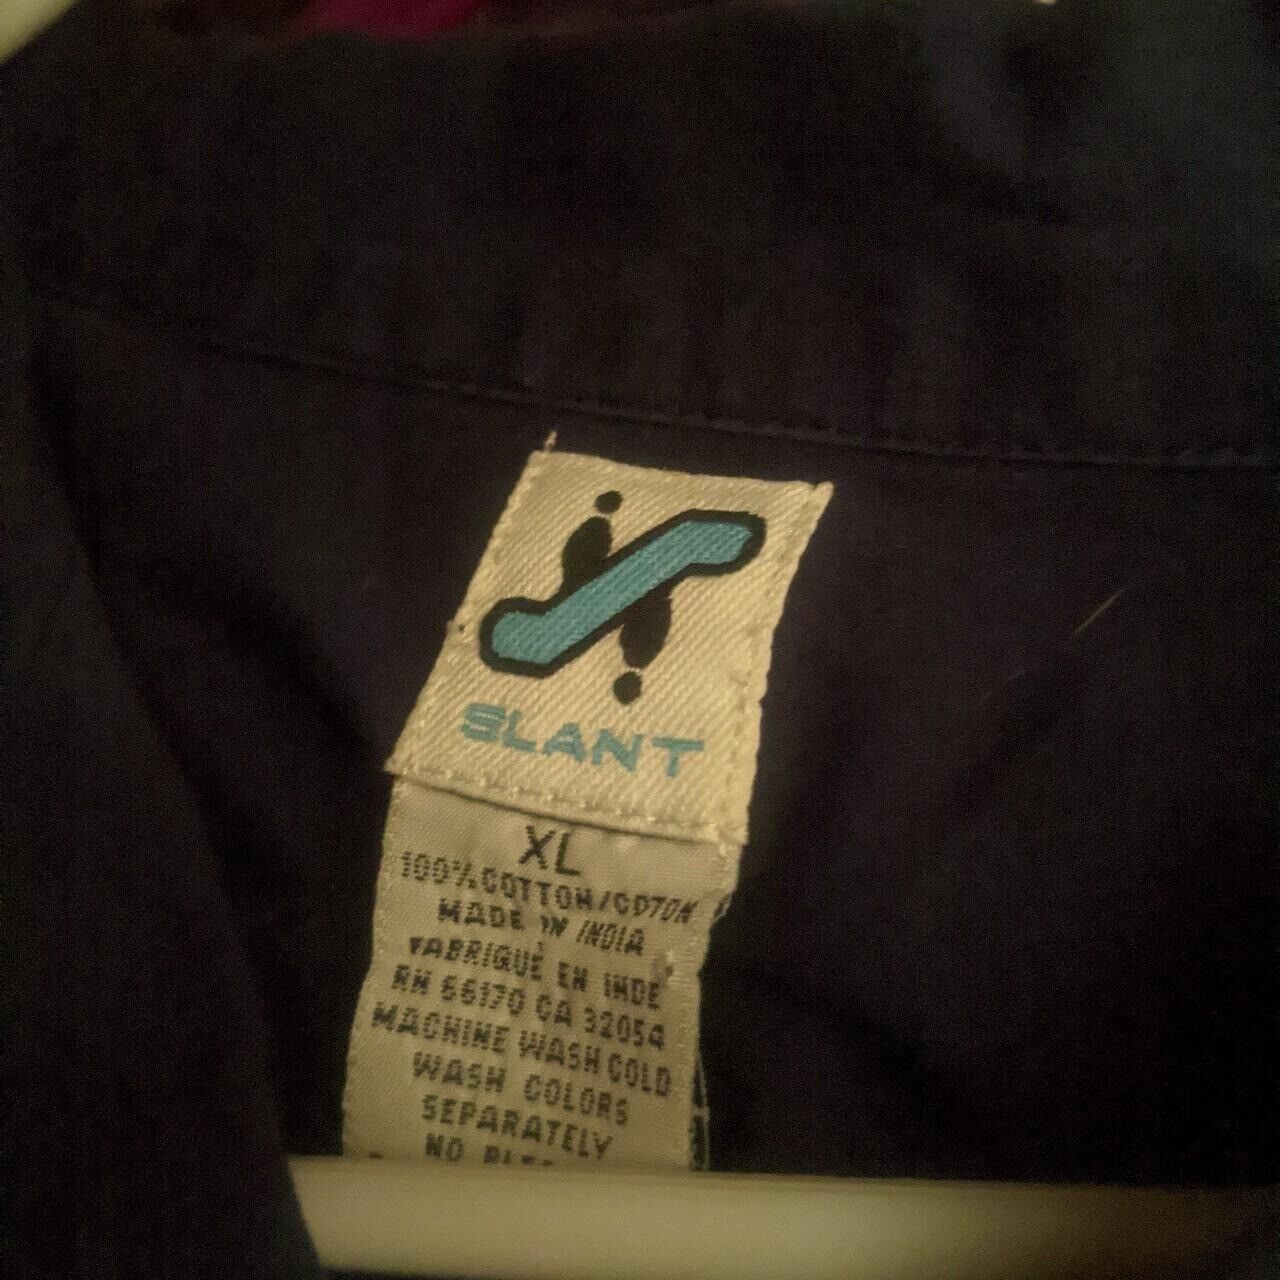 SLANT
XL
100% COTTON/COTON
MADE IN INDIA
FABRIQUÉ EN INDE
RN 66170 CA 32054
MACHINE WASH COLD
WASH COLORS
SEPARATELY
NO